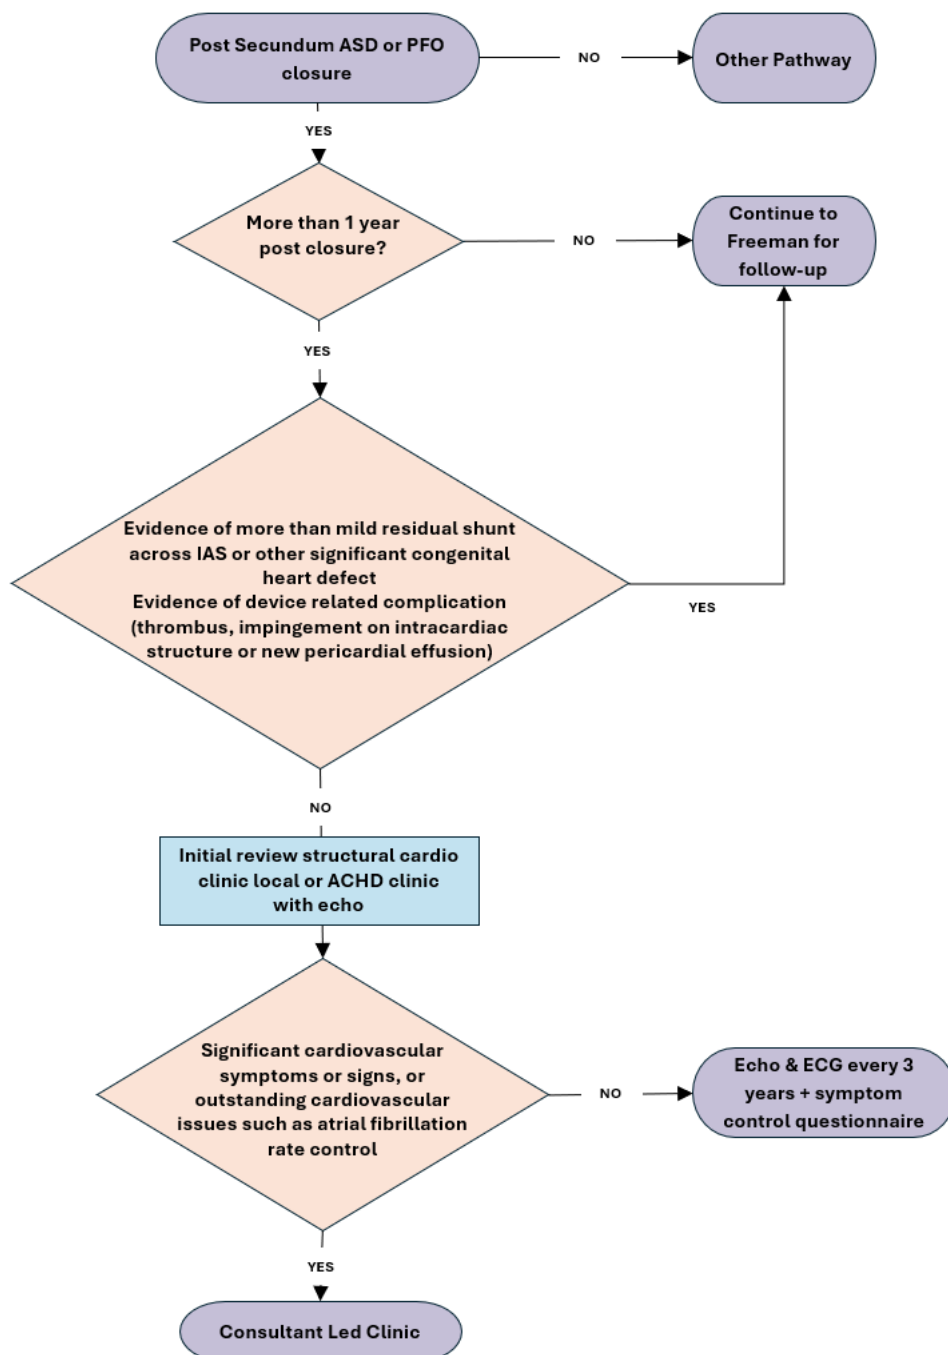 Post Secundum ASD or PFO
closure
NO
Other Pathway
YES
More than 1 year
post closure?
NO
Continue to
Freeman for
follow-up
YES
Evidence of more than mild residual shunt
across IAS or other significant congenital
heart defect
Evidence of device related complication
(thrombus, impingement on intracardiac
structure or new pericardial effusion)
YES
NO
Initial review structural cardio
clinic local or ACHD clinic
with echo
Significant cardiovascular
symptoms or signs, or
outstanding cardiovascular
issues such as atrial fibrillation
rate control
NO
Echo & ECG every 3
years + symptom
control questionnaire
YES
Consultant Led Clinic